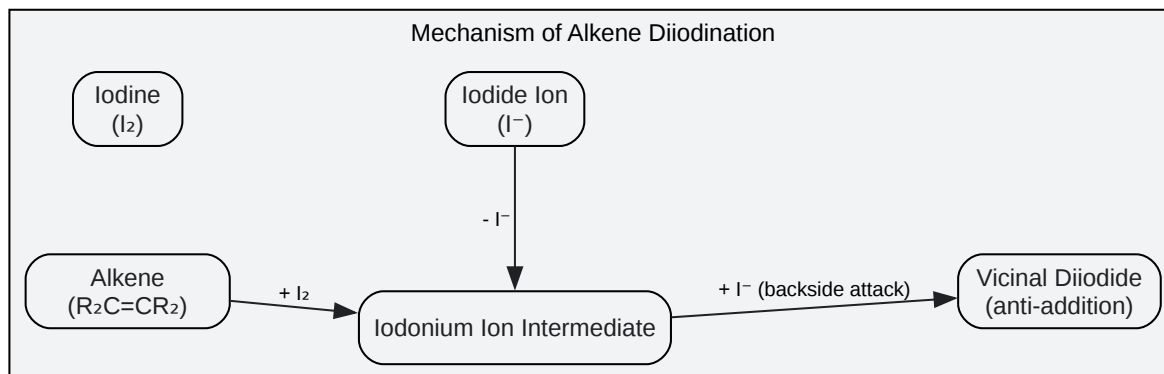 Mechanism of Alkene Diiodination
Iodine
(I₂)
Iodide Ion
(I⁻)
- I⁻
Alkene
(R₂C=CR₂)
+ I₂
Iodonium Ion Intermediate
+ I⁻ (backside attack)
Vicinal Diiodide
(anti-addition)